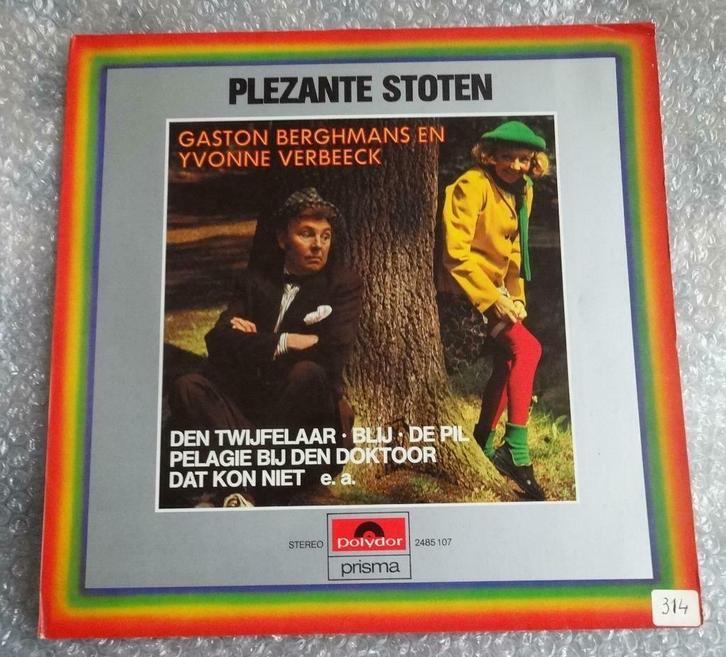 PLEZANTE STOTEN
GASTON BERGHMANS EN
YVONNE VERBEECK
DEN TWIJFELAAR · BLIJ · DE PIL
PELAGIE BIJ DEN DOKTOOR
DAT KON NIET e. a.
STEREO polydor 2485 107
prisma
314